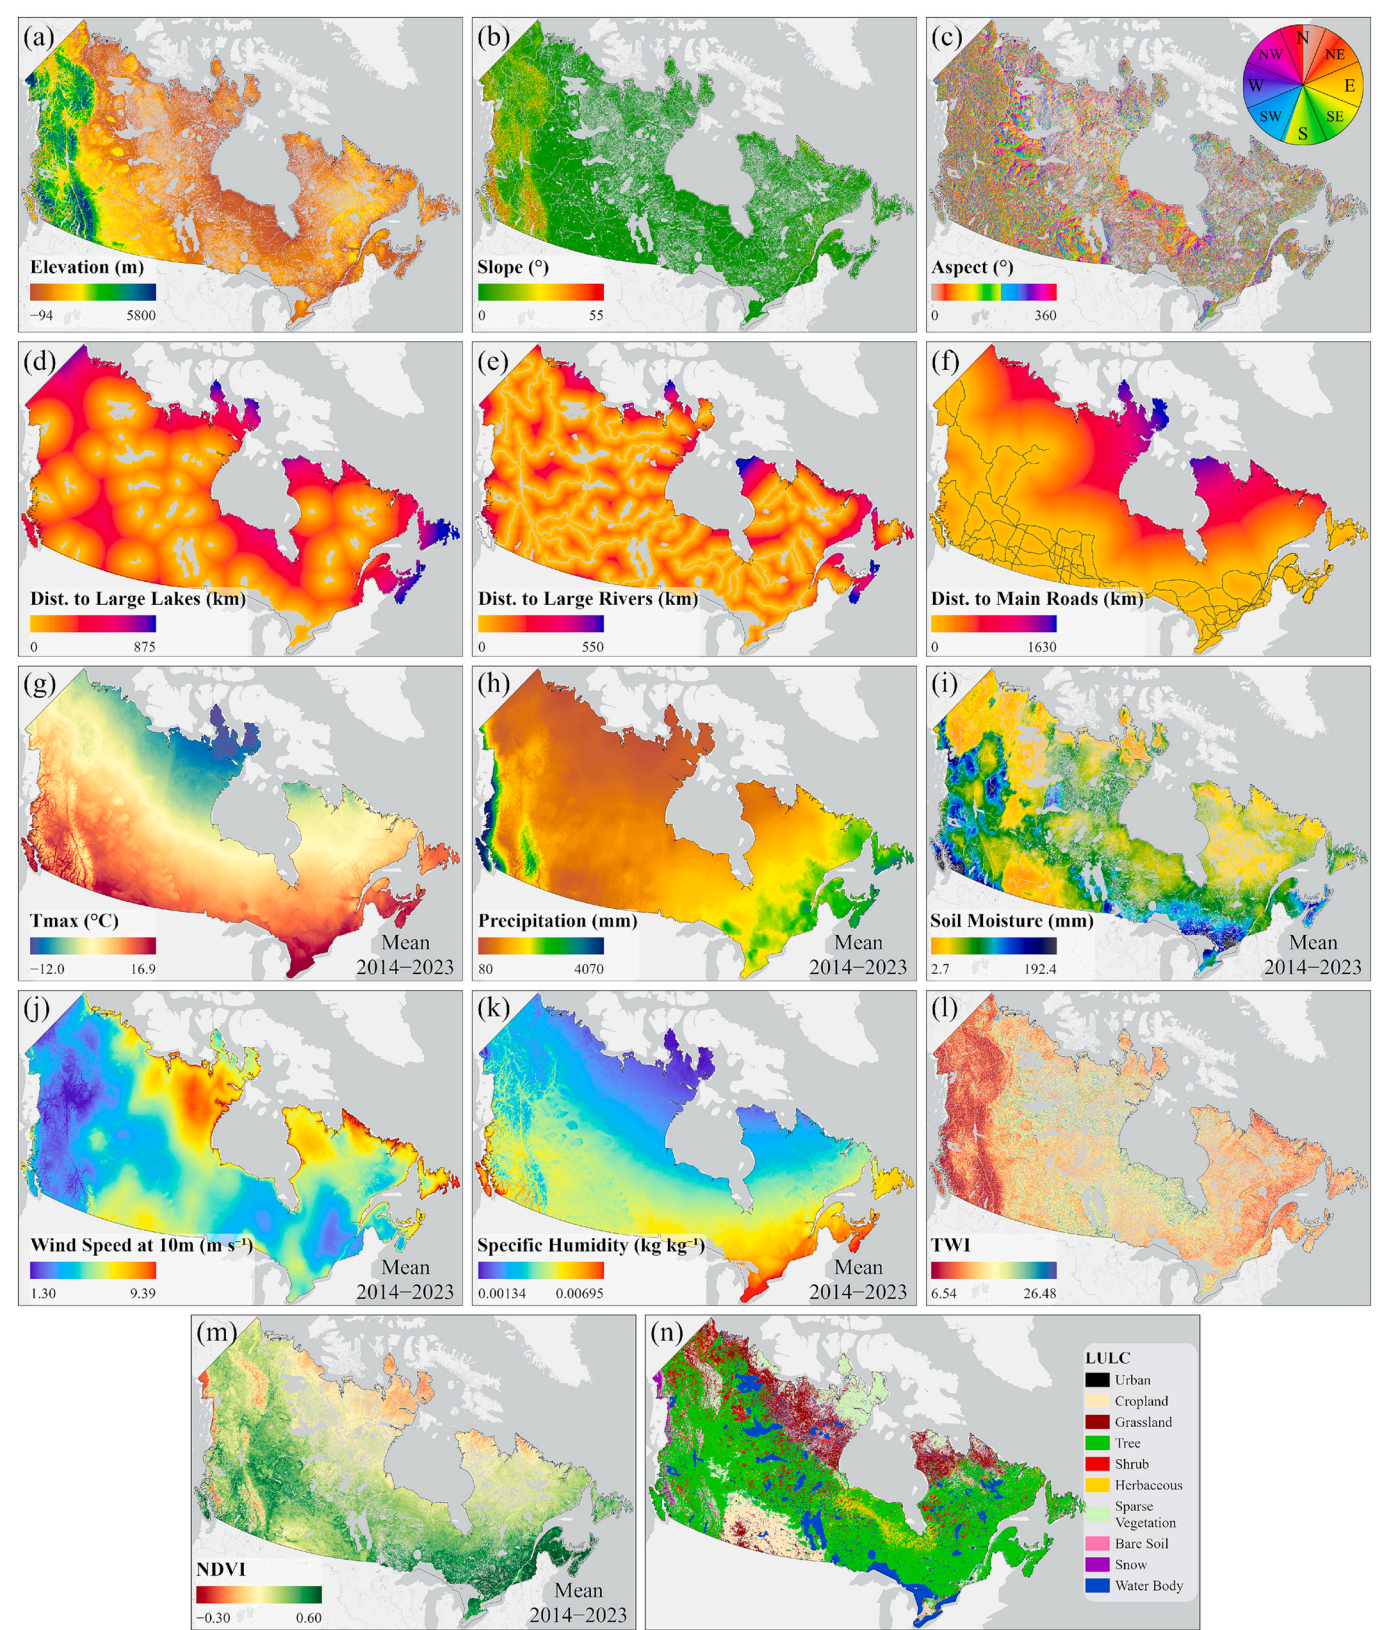 (a)
Elevation (m)
−94 5800
(b)
Slope (°)
0 55
(c)
N
NE
E
SE
S
SW
W
NW
Aspect (°)
0 360
(d)
Dist. to Large Lakes (km)
0 875
(e)
Dist. to Large Rivers (km)
0 550
(f)
Dist. to Main Roads (km)
0 1630
(g)
Tmax (°C)
−12.0 16.9
Mean
2014−2023
(h)
Precipitation (mm)
80 4070
Mean
2014−2023
(i)
Soil Moisture (mm)
2.7 192.4
Mean
2014−2023
(j)
Wind Speed at 10m (m s⁻¹)
1.30 9.39
Mean
2014−2023
(k)
Specific Humidity (kg kg⁻¹)
0.00134 0.00695
Mean
2014−2023
(l)
TWI
6.54 26.48
(m)
NDVI
−0.30 0.60
Mean
2014−2023
(n)
LULC
Urban
Cropland
Grassland
Tree
Shrub
Herbaceous
Sparse
Vegetation
Bare Soil
Snow
Water Body